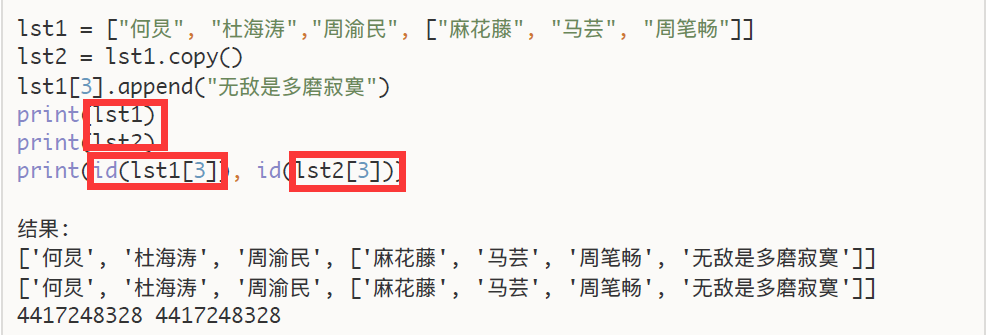 lst1 = ["何炅", "杜海涛","周渝民", ["麻花藤", "马芸", "周笔畅"]]
lst2 = lst1.copy()
lst1[3].append("无敌是多磨寂寞")
print(lst1)
print(lst2)
print(id(lst1[3]), id(lst2[3]))
结果:
['何炅', '杜海涛', '周渝民', ['麻花藤', '马芸', '周笔畅', '无敌是多磨寂寞']]
['何炅', '杜海涛', '周渝民', ['麻花藤', '马芸', '周笔畅', '无敌是多磨寂寞']]
4417248328 4417248328